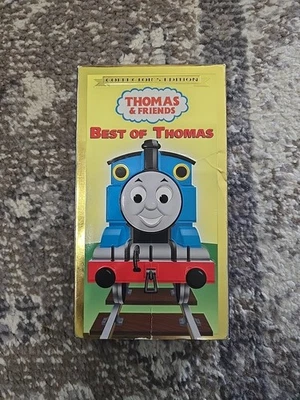 COLLECTOR'S EDITION
THOMAS
& FRIENDS
BEST OF THOMAS